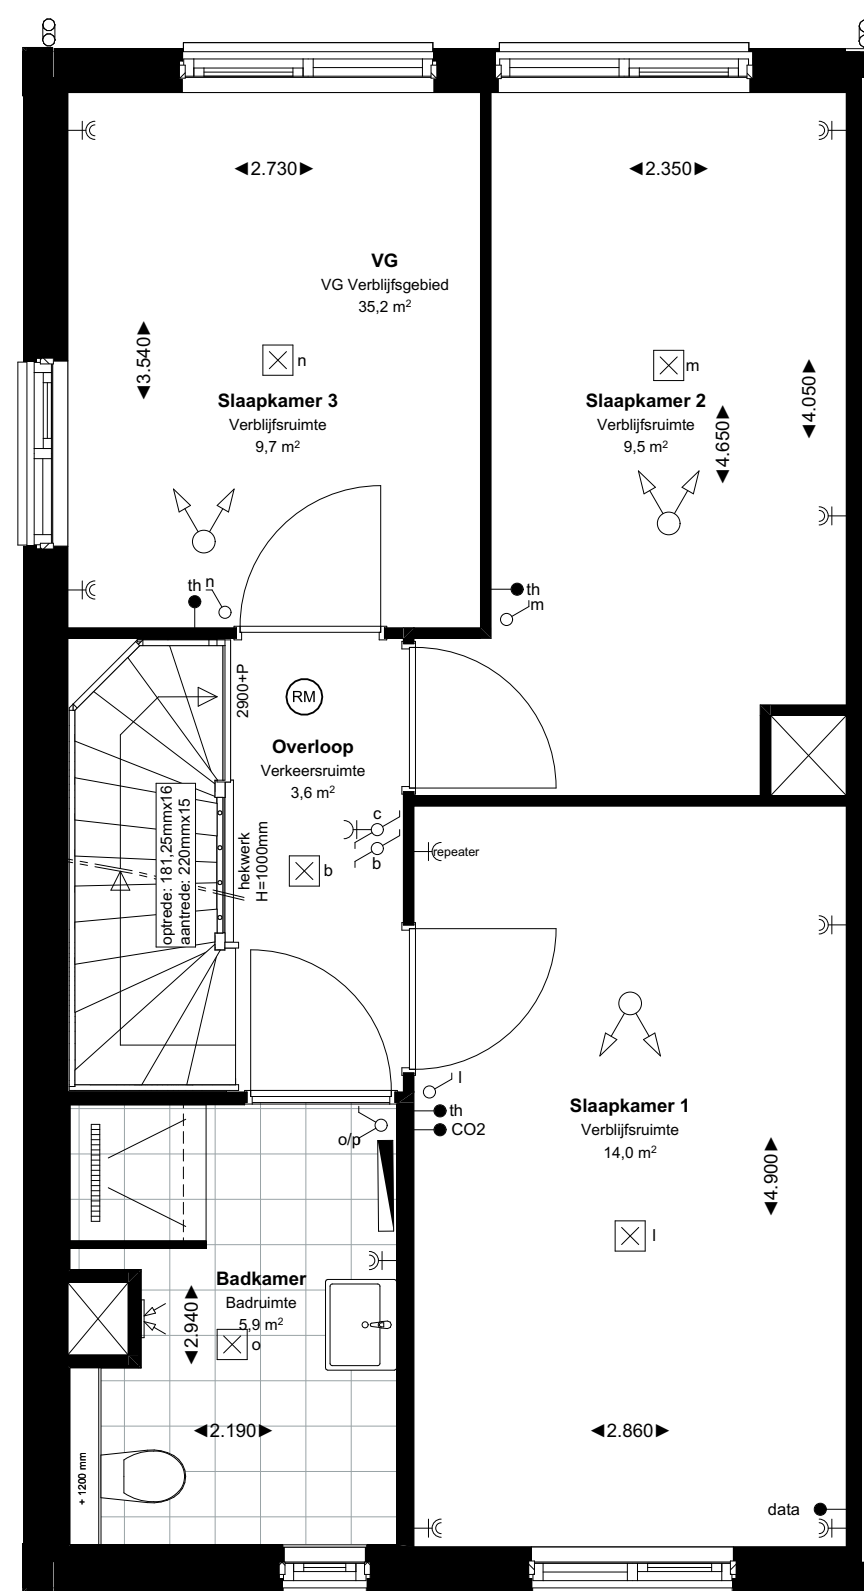 2.730
2.350
VG
VG Verblijfsgebied
35,2 m²
3.540
n
Slaapkamer 3
Verblijfsruimte
9,7 m²
m
Slaapkamer 2
Verblijfsruimte
9,5 m²
4.650
4.050
th n
th
m
2900+P
RM
Overloop
Verkeersruimte
3,6 m²
optrede: 181,25mmx16
aantrede: 220mmx15
hekwerk
H=1000mm
c
b
b
repeater
l
th
CO2
o/p
Slaapkamer 1
Verblijfsruimte
14,0 m²
4.900
l
Badkamer
Badruimte
5,9 m²
o
2.940
2.190
2.860
+ 1200 mm
data